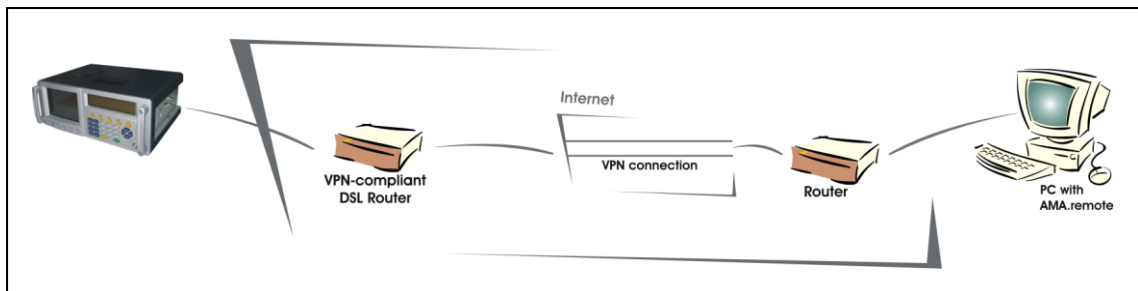 Internet
VPN connection
VPN-compliant
DSL Router
Router
PC with
AMA.remote